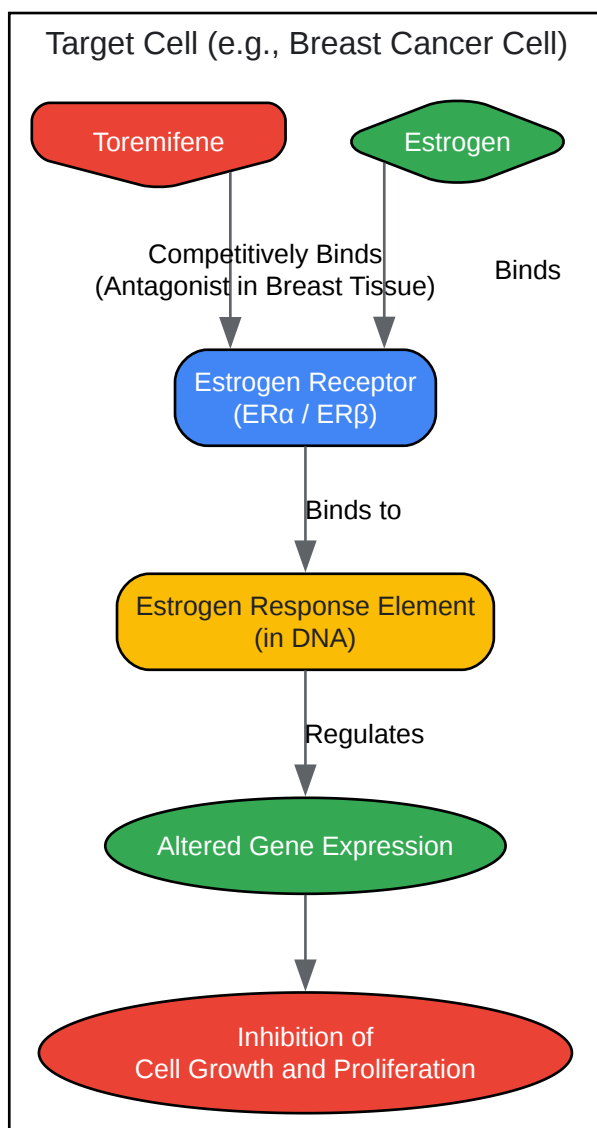 Target Cell (e.g., Breast Cancer Cell)
Toremifene
Estrogen
Competitively Binds
(Antagonist in Breast Tissue)
Binds
Estrogen Receptor
(ERα / ERβ)
Binds to
Estrogen Response Element
(in DNA)
Regulates
Altered Gene Expression
Inhibition of
Cell Growth and Proliferation